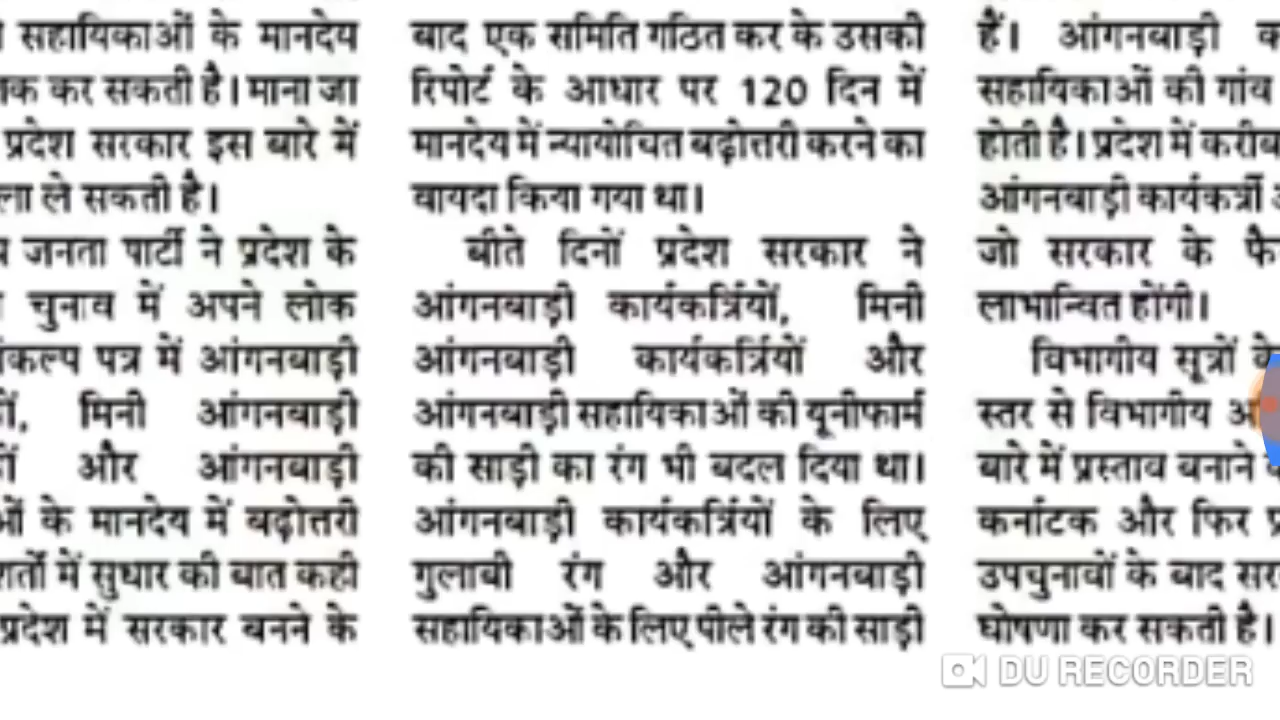 सहायिकाओं के मानदेय
कर सकती है। माना जा
प्रदेश सरकार इस बारे में
ले सकती है।
जनता पार्टी ने प्रदेश के
चुनाव में अपने लोक
पत्र में आंगनबाड़ी
मिनी आंगनबाड़ी
और आंगनबाड़ी
के मानदेय में बढ़ोत्तरी
में सुधार की बात कही
प्रदेश में सरकार बनने के
बाद एक समिति गठित कर के उसकी
रिपोर्ट के आधार पर 120 दिन में
मानदेय में न्यायोचित बढ़ोत्तरी करने का
वायदा किया गया था।
बीते दिनों प्रदेश सरकार ने
आंगनबाड़ी कार्यकर्त्रियों, मिनी
आंगनबाड़ी कार्यकर्त्रियों और
आंगनबाड़ी सहायिकाओं की यूनीफार्म
की साड़ी का रंग भी बदल दिया था।
आंगनबाड़ी कार्यकर्त्रियों के लिए
गुलाबी रंग और आंगनबाड़ी
सहायिकाओं के लिए पीले रंग की साड़ी
हैं। आंगनबाड़ी
सहायिकाओं की गांव
होती है। प्रदेश में करीब
आंगनबाड़ी कार्यकर्त्री
जो सरकार के
लाभान्वित होंगी।
विभागीय सूत्रों
स्तर से विभागीय
बारे में प्रस्ताव बनाने
कर्नाटक और फिर
उपचुनावों के बाद
घोषणा कर सकती है।
DU RECORDER